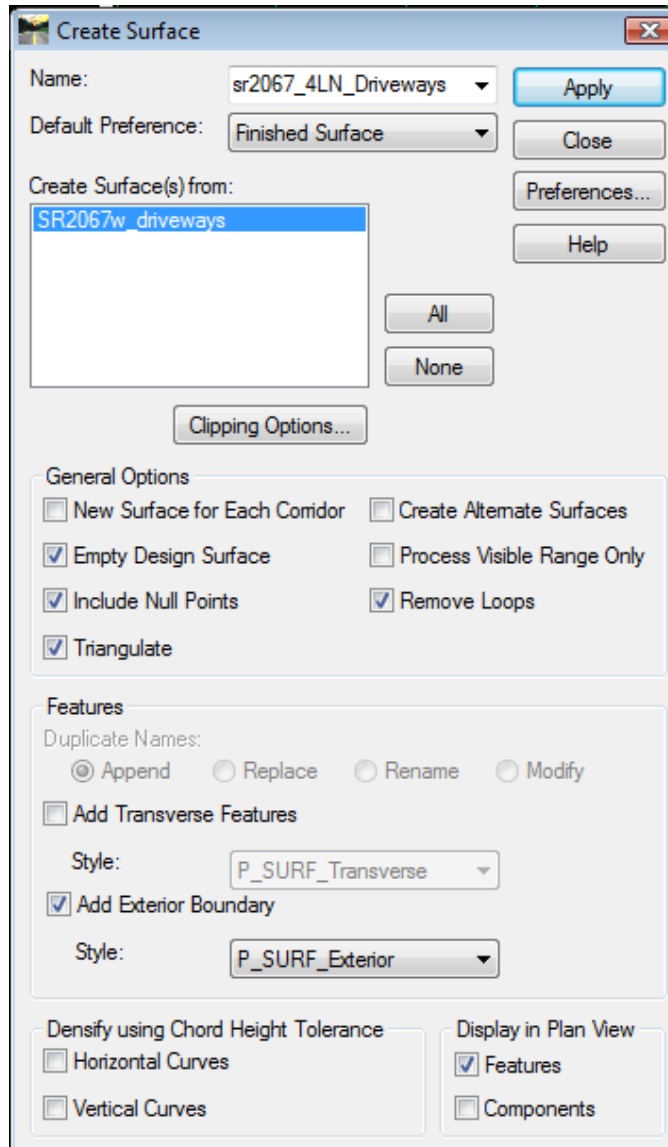 Create Surface
Name: sr2067_4LN_Driveways Apply
Default Preference: Finished Surface Close
Create Surface(s) from: Preferences...
SR2067w_driveways
Help
All
None
Clipping Options...
General Options
New Surface for Each Corridor Create Alternate Surfaces
Empty Design Surface Process Visible Range Only
Include Null Points Remove Loops
Triangulate
Features
Duplicate Names:
Append Replace Rename Modify
Add Transverse Features
Style: P_SURF_Transverse
Add Exterior Boundary
Style: P_SURF_Exterior
Densify using Chord Height Tolerance Display in Plan View
Horizontal Curves Features
Vertical Curves Components